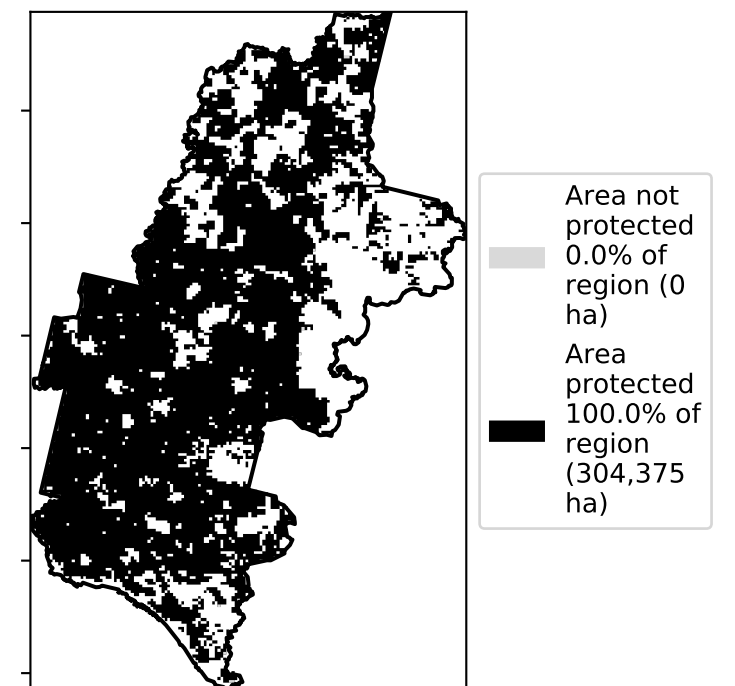 Area not
protected
0.0% of
region (0
ha)
Area
protected
100.0% of
region
(304,375
ha)